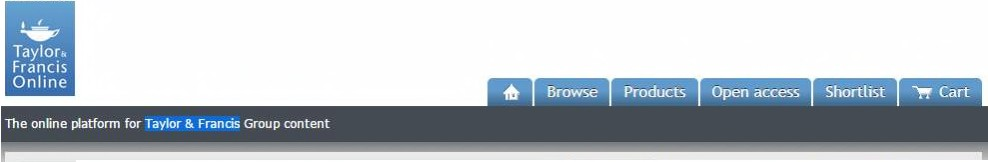 Taylor &
Francis
Online
Browse Products Open access Shortlist Cart
The online platform for Taylor & Francis Group content